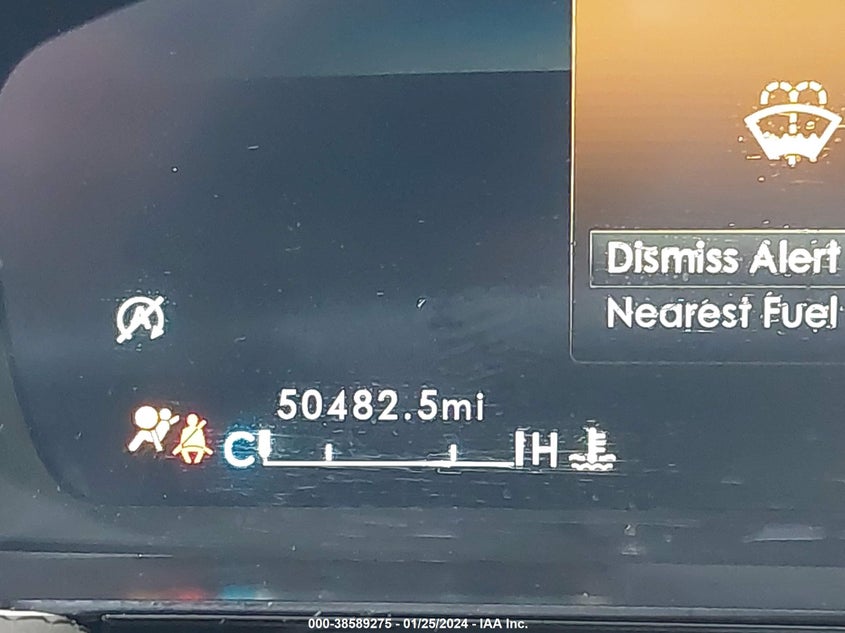 Dismiss Alert
Nearest Fuel
50482.5mi
C H
000-38589275 - 01/25/2024 - IAA Inc.